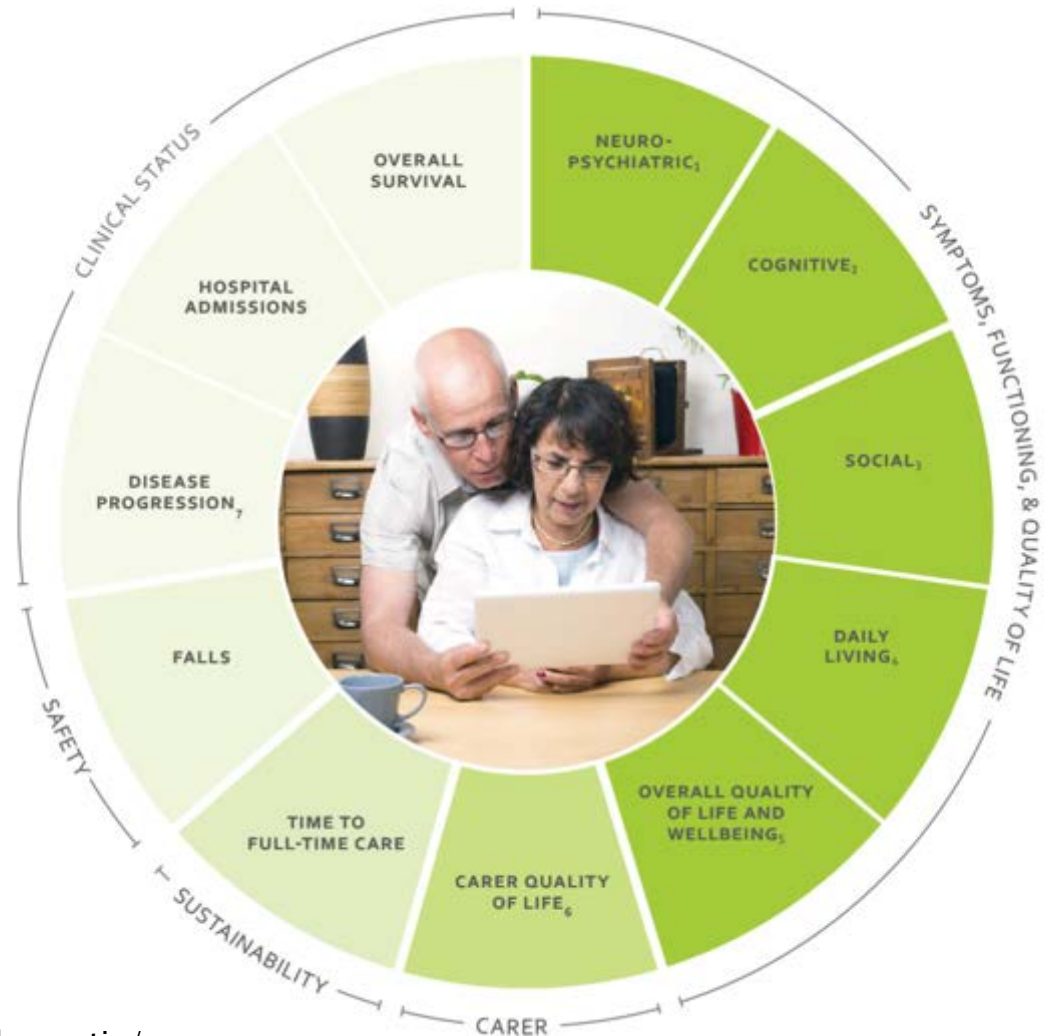 CLINICAL STATUS
SYMPTOMS, FUNCTIONING, & QUALITY OF LIFE
NEURO-
PSYCHIATRIC₁
COGNITIVE₂
SOCIAL₃
DAILY
LIVING₄
OVERALL QUALITY
OF LIFE AND
WELLBEING₅
CARER QUALITY
OF LIFE₆
CARER
TIME TO
FULL-TIME CARE
SUSTAINABILITY
FALLS
SAFETY
DISEASE
PROGRESSION₇
HOSPITAL
ADMISSIONS
OVERALL
SURVIVAL